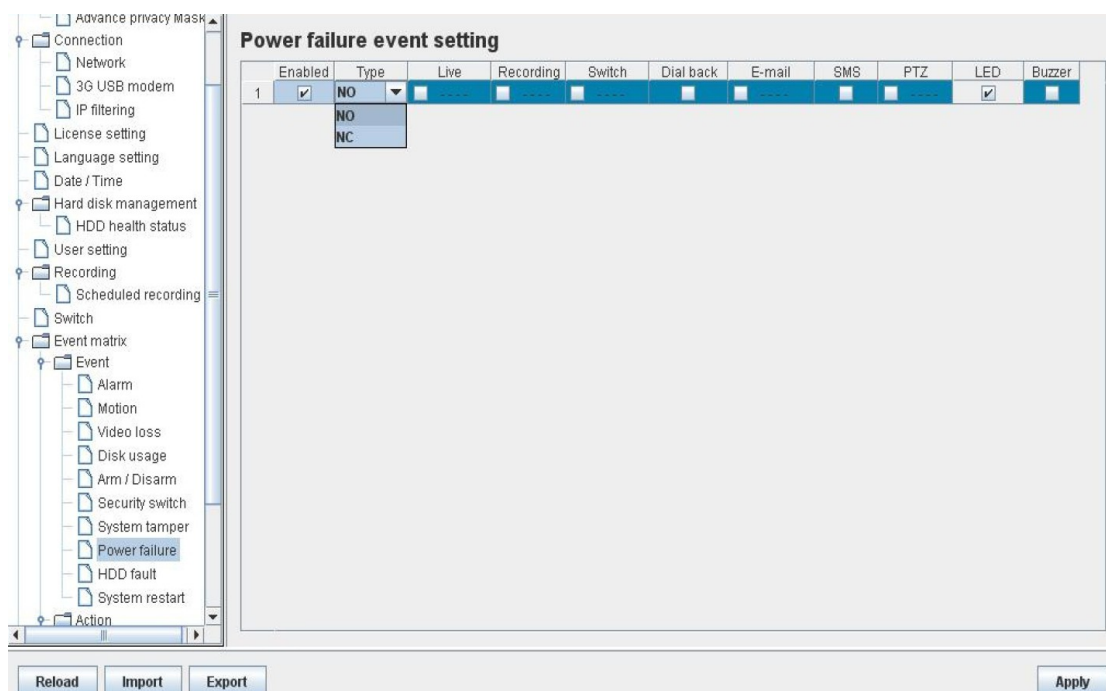 Advance privacy Mask
Connection
Network
3G USB modem
IP filtering
License setting
Language setting
Date / Time
Hard disk management
HDD health status
User setting
Recording
Scheduled recording
Switch
Event matrix
Event
Alarm
Motion
Video loss
Disk usage
Arm / Disarm
Security switch
System tamper
Power failure
HDD fault
System restart
Action
Power failure event setting
Enabled Type Live Recording Switch Dial back E-mail SMS PTZ LED Buzzer
1 NO ---- ---- ---- ---- ----
NO
NC
Reload Import Export Apply